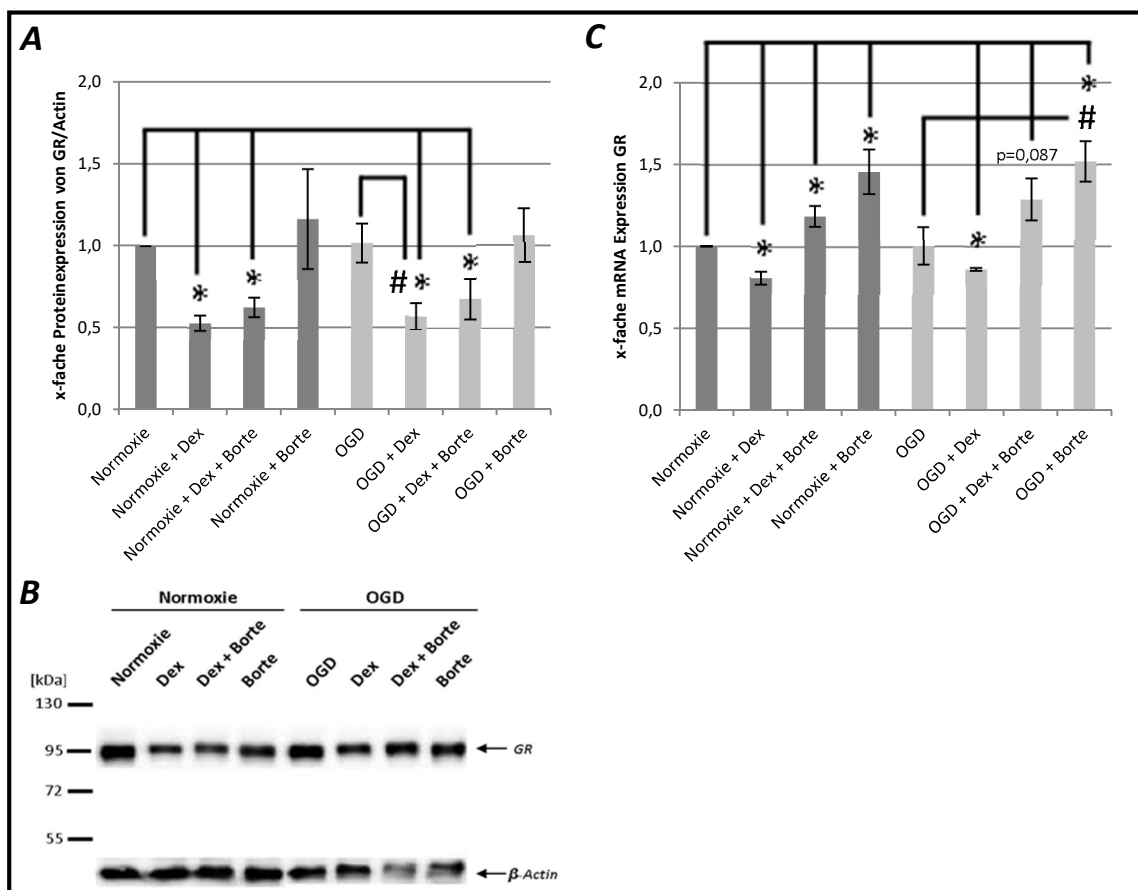 A
x-fache Proteinexpression von GR/Actin
2,0
1,5
1,0
0,5
0,0
* * # * *
Normoxie
Normoxie + Dex
Normoxie + Dex + Borte
Normoxie + Borte
OGD
OGD + Dex
OGD + Dex + Borte
OGD + Borte
C
x-fache mRNA Expression GR
2,0
1,5
1,0
0,5
0,0
* * * * p=0,087 * #
Normoxie
Normoxie + Dex
Normoxie + Dex + Borte
Normoxie + Borte
OGD
OGD + Dex
OGD + Dex + Borte
OGD + Borte
B
Normoxie OGD
Normoxie Dex Dex + Borte Borte OGD Dex Dex + Borte Borte
[kDa]
130
95 GR
72
55
β-Actin